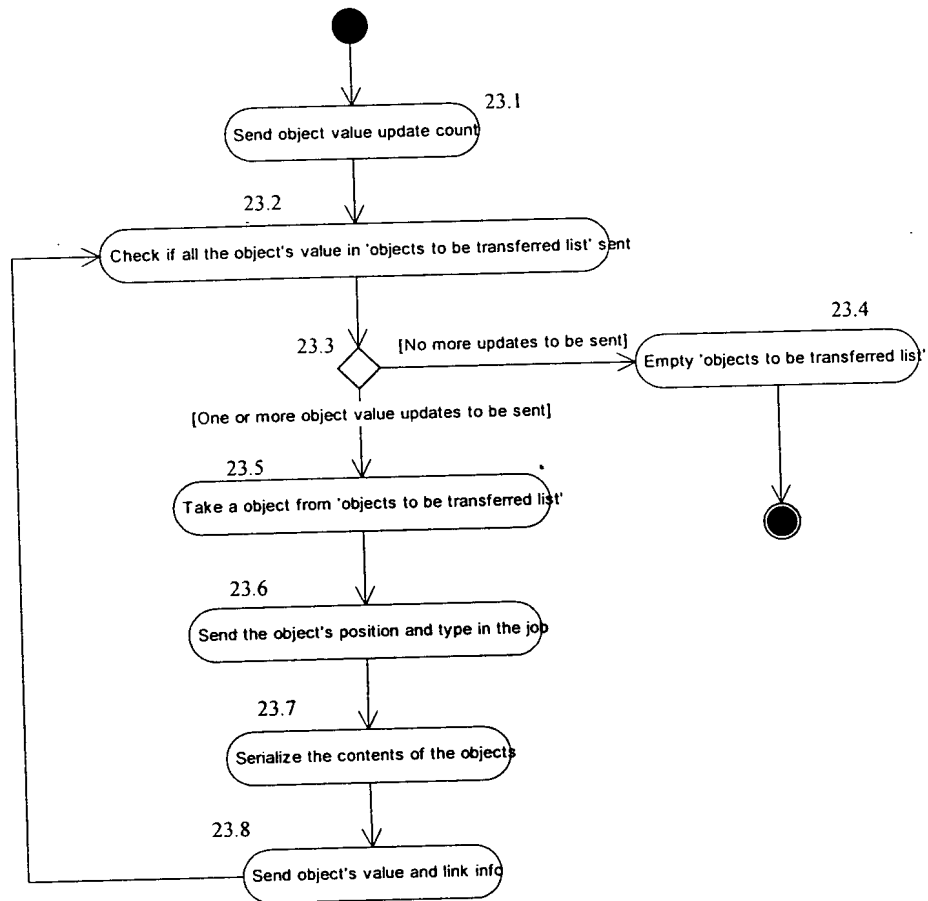 23.1
Send object value update count
23.2
Check if all the object's value in 'objects to be transferred list' sent
23.4
23.3
[No more updates to be sent]
Empty 'objects to be transferred list'
[One or more object value updates to be sent]
23.5
Take a object from 'objects to be transferred list'
23.6
Send the object's position and type in the job
23.7
Serialize the contents of the objects
23.8
Send object's value and link info